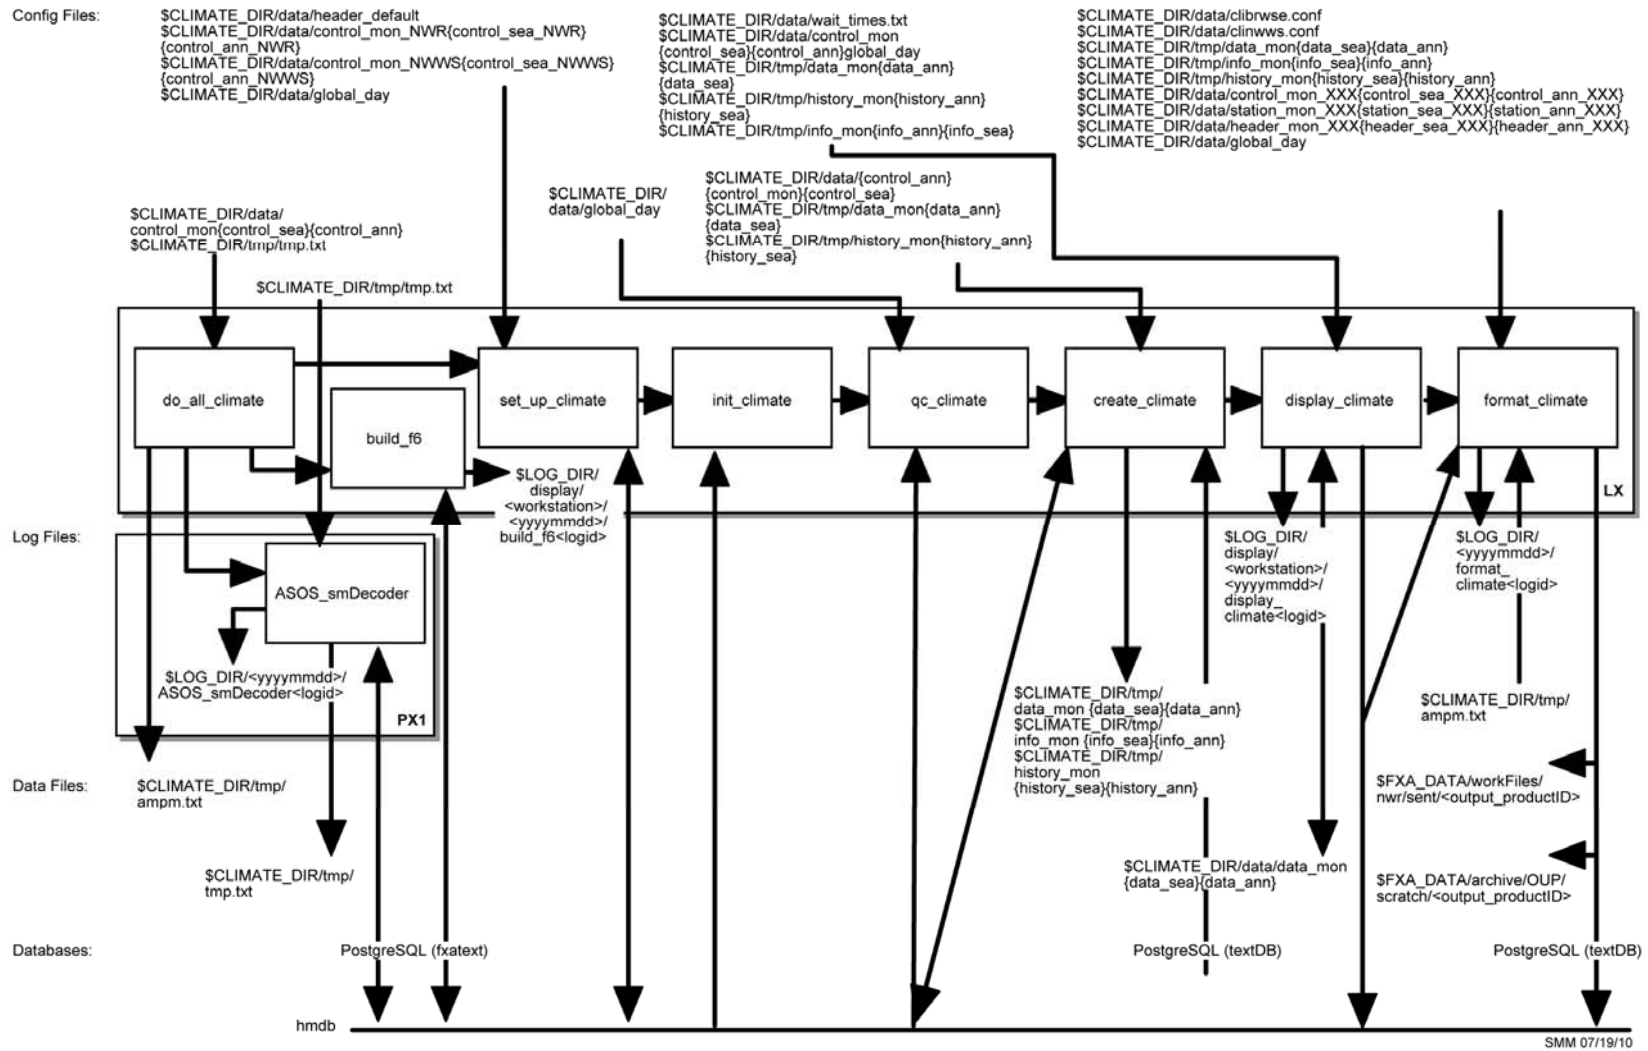 Config Files:
$CLIMATE_DIR/data/header_default
$CLIMATE_DIR/data/control_mon_NWR{control_sea_NWR}
{control_ann_NWR}
$CLIMATE_DIR/data/control_mon_NWWS{control_sea_NWWS}
{control_ann_NWWS}
$CLIMATE_DIR/data/global_day
$CLIMATE_DIR/data/wait_times.txt
$CLIMATE_DIR/data/control_mon
{control_sea}{control_ann}global_day
$CLIMATE_DIR/tmp/data_mon{data_ann}
{data_sea}
$CLIMATE_DIR/tmp/history_mon{history_ann}
{history_sea}
$CLIMATE_DIR/tmp/info_mon{info_ann}{info_sea}
$CLIMATE_DIR/data/clibrwse.conf
$CLIMATE_DIR/data/clinwws.conf
$CLIMATE_DIR/tmp/data_mon{data_sea}{data_ann}
$CLIMATE_DIR/tmp/info_mon{info_sea}{info_ann}
$CLIMATE_DIR/tmp/history_mon{history_sea}{history_ann}
$CLIMATE_DIR/data/control_mon_XXX{control_sea_XXX}{control_ann_XXX}
$CLIMATE_DIR/data/station_mon_XXX{station_sea_XXX}{station_ann_XXX}
$CLIMATE_DIR/data/header_mon_XXX{header_sea_XXX}{header_ann_XXX}
$CLIMATE_DIR/data/global_day
$CLIMATE_DIR/
data/global_day
$CLIMATE_DIR/data/{control_ann}
{control_mon}{control_sea}
$CLIMATE_DIR/tmp/data_mon{data_ann}
{data_sea}
$CLIMATE_DIR/tmp/history_mon{history_ann}
{history_sea}
$CLIMATE_DIR/data/
control_mon{control_sea}{control_ann}
$CLIMATE_DIR/tmp/tmp.txt
$CLIMATE_DIR/tmp/tmp.txt
do_all_climate
build_f6
set_up_climate
init_climate
qc_climate
create_climate
display_climate
format_climate
LX
$LOG_DIR/
display/
<workstation>/
<yyyymmdd>/
build_f6<logid>
Log Files:
ASOS_smDecoder
$LOG_DIR/<yyyymmdd>/
ASOS_smDecoder<logid>
PX1
$LOG_DIR/
display/
<workstation>/
<yyyymmdd>/
display_
climate<logid>
$LOG_DIR/
<yyyymmdd>/
format_
climate<logid>
$CLIMATE_DIR/tmp/
data_mon {data_sea}{data_ann}
$CLIMATE_DIR/tmp/
info_mon {info_sea}{info_ann}
$CLIMATE_DIR/tmp/
history_mon
{history_sea}{history_ann}
$CLIMATE_DIR/tmp/
ampm.txt
Data Files:
$CLIMATE_DIR/tmp/
ampm.txt
$FXA_DATA/workFiles/
nwr/sent/<output_productID>
$CLIMATE_DIR/tmp/
tmp.txt
$CLIMATE_DIR/data/data_mon
{data_sea}{data_ann}
$FXA_DATA/archive/OUP/
scratch/<output_productID>
Databases:
PostgreSQL (fxatext)
PostgreSQL (textDB)
PostgreSQL (textDB)
hmdb
SMM 07/19/10